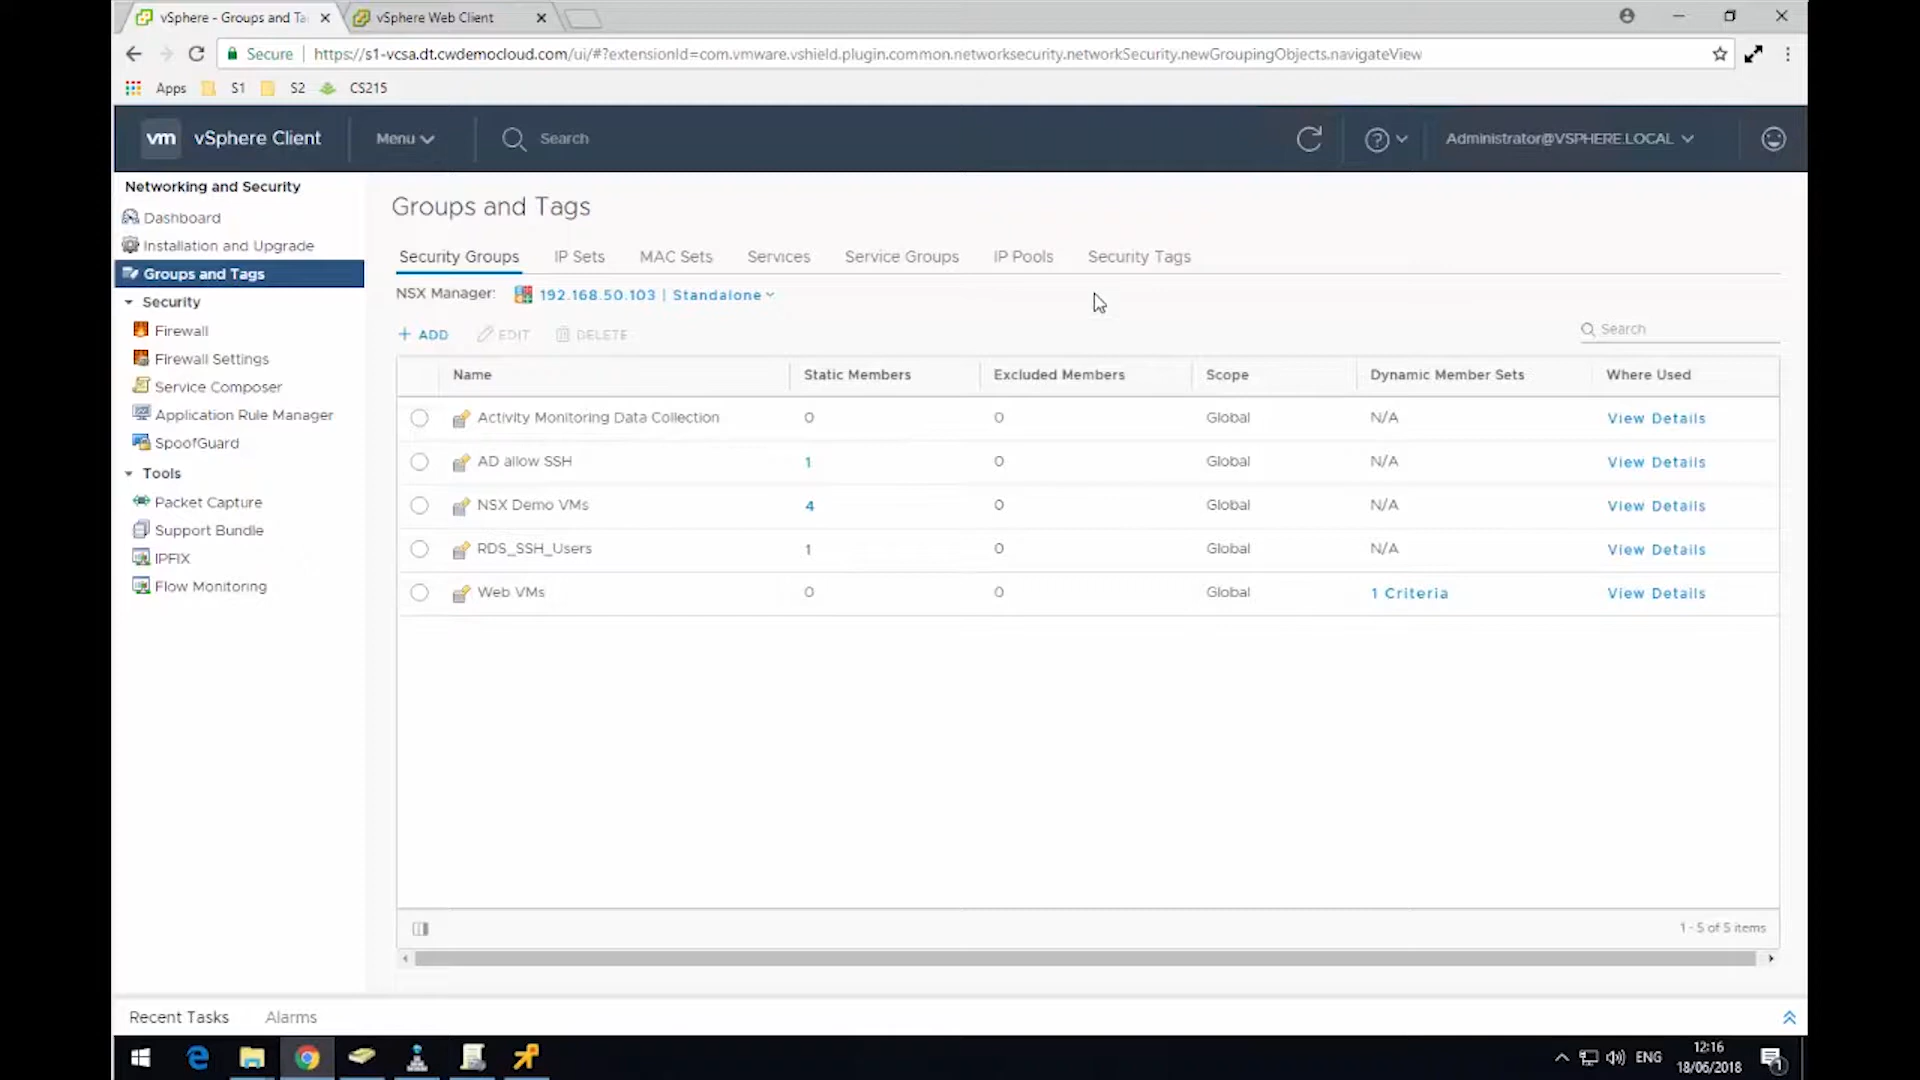 vSphere - Groups and Ta
vSphere Web Client
Secure
https://s1-vcsa.dt.cwdemocloud.com/ui/#?extensionId=com.vmware.vshield.plugin.common.networksecurity.networkSecurity.newGroupingObjects.navigateView
Apps S1 S2 CS215
vm vSphere Client Menu Search Administrator@VSPHERE.LOCAL
Networking and Security
Dashboard
Installation and Upgrade
Groups and Tags
Security
Firewall
Firewall Settings
Service Composer
Application Rule Manager
SpoofGuard
Tools
Packet Capture
Support Bundle
IPFIX
Flow Monitoring
Groups and Tags
Security Groups IP Sets MAC Sets Services Service Groups IP Pools Security Tags
NSX Manager: 192.168.50.103 | Standalone
+ ADD EDIT DELETE Search
Name Static Members Excluded Members Scope Dynamic Member Sets Where Used
Activity Monitoring Data Collection 0 0 Global N/A View Details
AD allow SSH 1 0 Global N/A View Details
NSX Demo VMs 4 0 Global N/A View Details
RDS_SSH_Users 1 0 Global N/A View Details
Web VMs 0 0 Global 1 Criteria View Details
1 - 5 of 5 items
Recent Tasks Alarms
ENG
12:16
18/06/2018
1